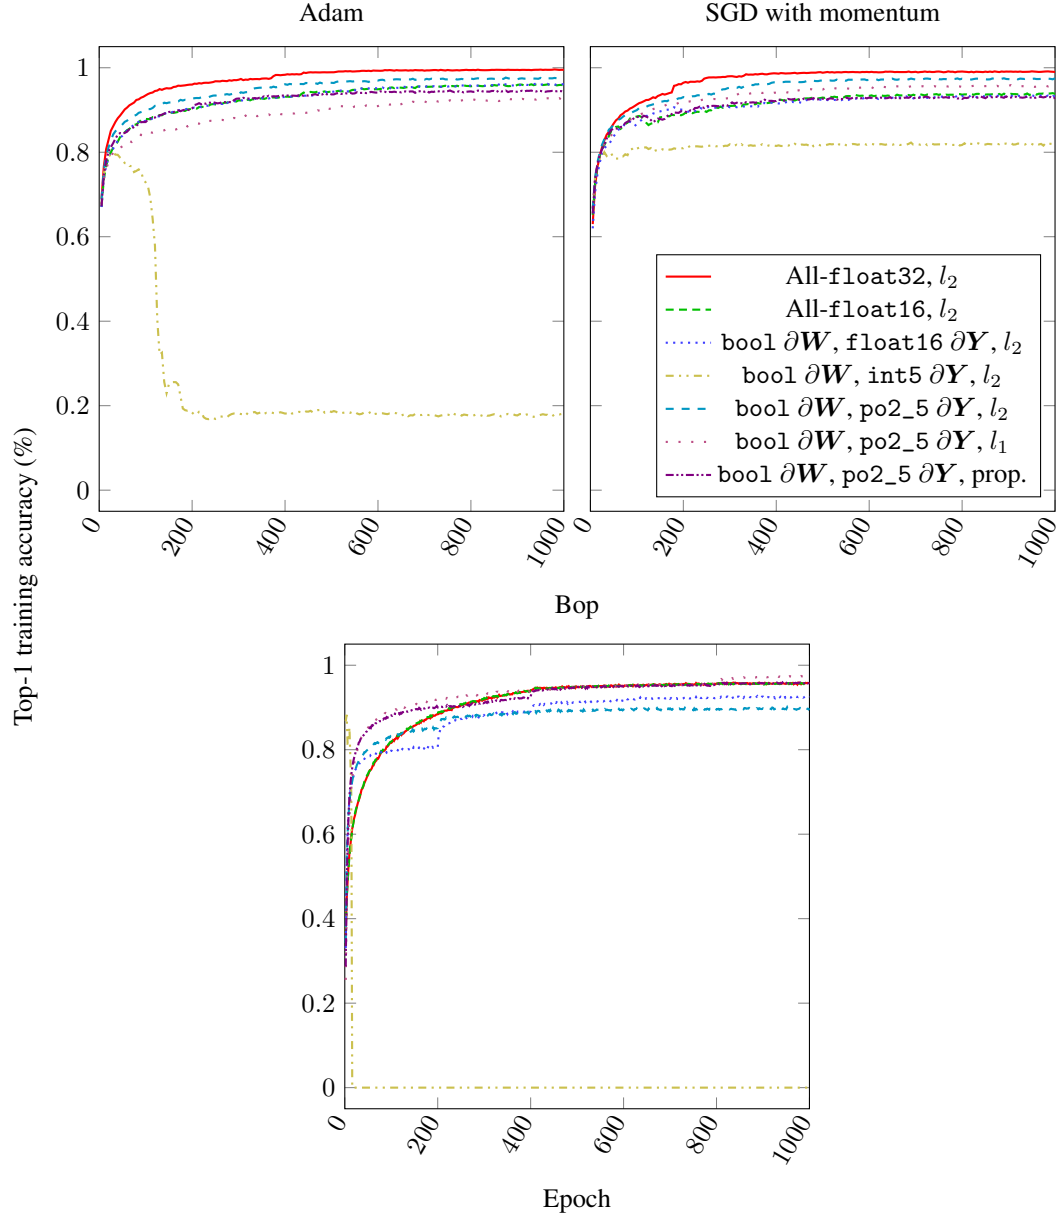 Adam
SGD with momentum
Top-1 training accuracy (%)
1
0.8
0.6
0.4
0.2
0
0
200
400
600
800
1000
0
200
400
600
800
1000
All-float32, l₂
All-float16, l₂
bool ∂W, float16 ∂Y, l₂
bool ∂W, int5 ∂Y, l₂
bool ∂W, po2_5 ∂Y, l₂
bool ∂W, po2_5 ∂Y, l₁
bool ∂W, po2_5 ∂Y, prop.
Bop
1
0.8
0.6
0.4
0.2
0
0
200
400
600
800
1000
Epoch